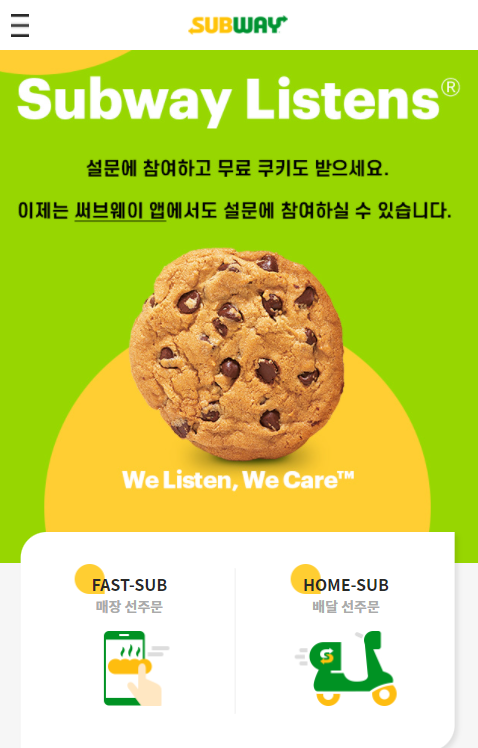 SUBWAY
Subway Listens®
설문에 참여하고 무료 쿠키도 받으세요.
이제는 써브웨이 앱에서도 설문에 참여하실 수 있습니다.
We Listen, We Care™
FAST-SUB
매장 선주문
HOME-SUB
배달 선주문